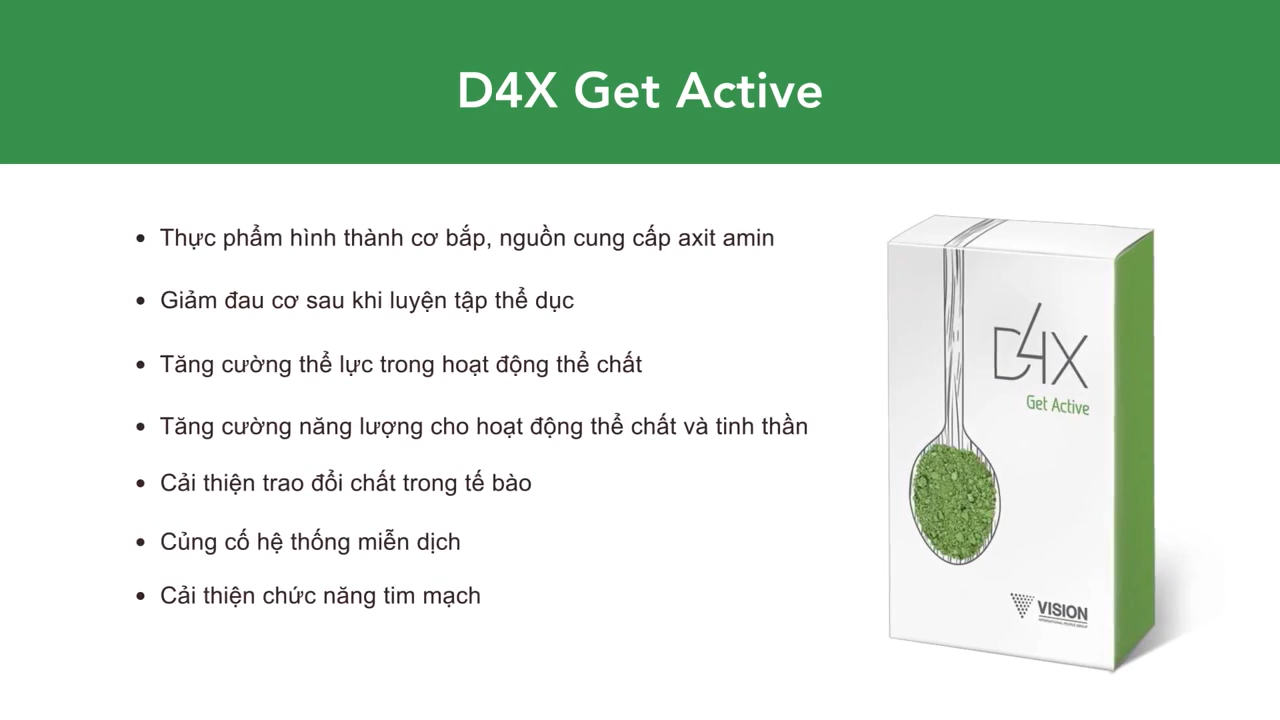 D4X Get Active
Thực phẩm hình thành cơ bắp, nguồn cung cấp axit amin
Giảm đau cơ sau khi luyện tập thể dục
Tăng cường thể lực trong hoạt động thể chất
Tăng cường năng lượng cho hoạt động thể chất và tinh thần
Cải thiện trao đổi chất trong tế bào
Củng cố hệ thống miễn dịch
Cải thiện chức năng tim mạch
D4X
Get Active
VISION
INTERNATIONAL PEOPLE GROUP